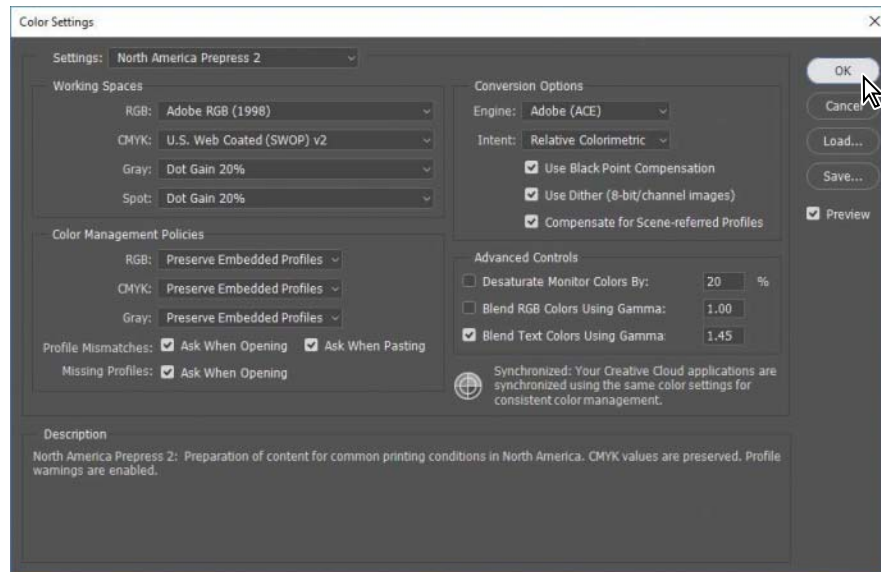 Color Settings
Settings: North America Prepress 2
Working Spaces
RGB: Adobe RGB (1998)
CMYK: U.S. Web Coated (SWOP) v2
Gray: Dot Gain 20%
Spot: Dot Gain 20%
Color Management Policies
RGB: Preserve Embedded Profiles
CMYK: Preserve Embedded Profiles
Gray: Preserve Embedded Profiles
Profile Mismatches: Ask When Opening Ask When Pasting
Missing Profiles: Ask When Opening
Conversion Options
Engine: Adobe (ACE)
Intent: Relative Colorimetric
Use Black Point Compensation
Use Dither (8-bit/channel images)
Compensate for Scene-referred Profiles
Advanced Controls
Desaturate Monitor Colors By: 20 %
Blend RGB Colors Using Gamma: 1.00
Blend Text Colors Using Gamma: 1.45
Synchronized: Your Creative Cloud applications are
synchronized using the same color settings for
consistent color management.
OK
Cancel
Load...
Save...
Preview
Description
North America Prepress 2: Preparation of content for common printing conditions in North America. CMYK values are preserved. Profile
warnings are enabled.